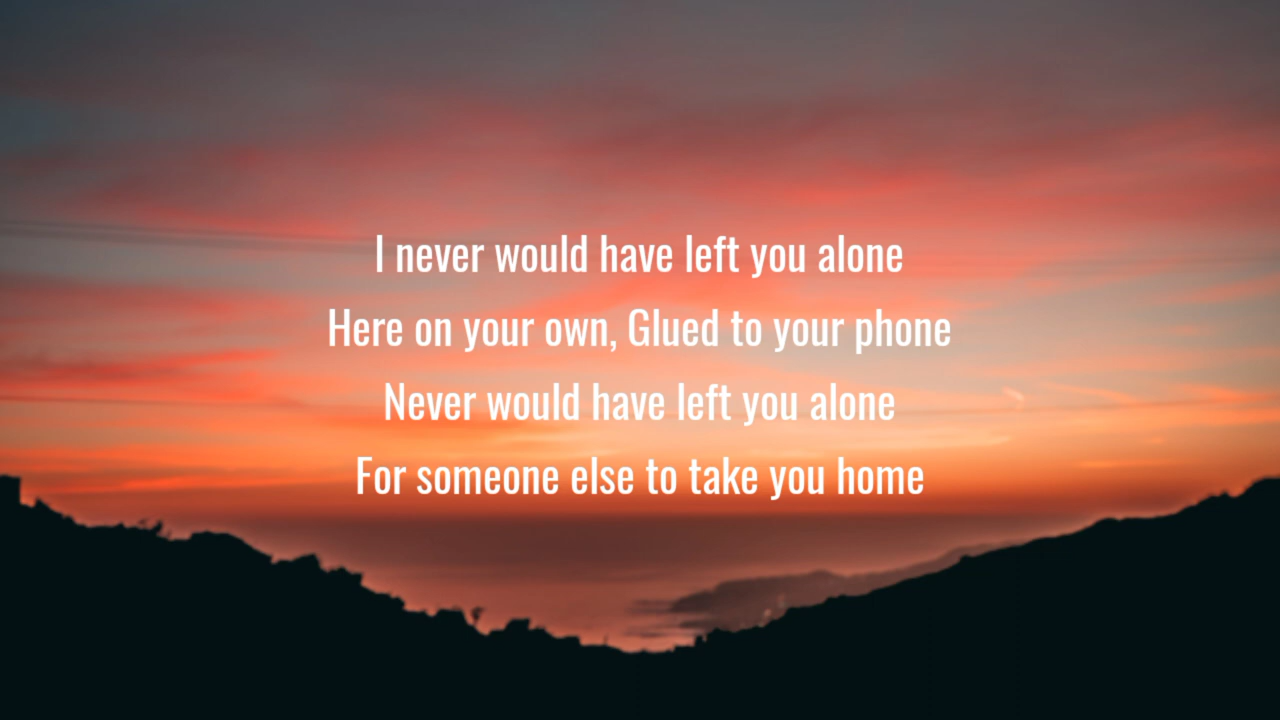 I never would have left you alone
Here on your own, Glued to your phone
Never would have left you alone
For someone else to take you home